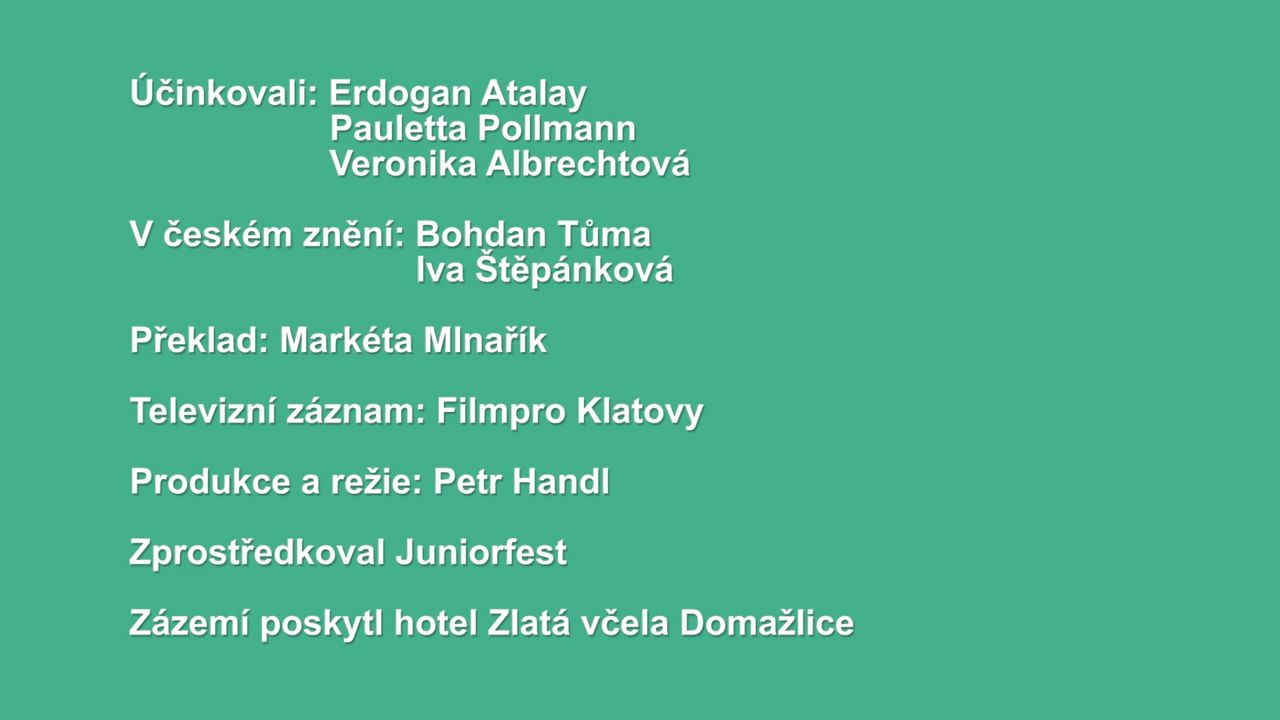 Účinkovali: Erdogan Atalay
Pauletta Pollmann
Veronika Albrechtová
V českém znění: Bohdan Tůma
Iva Štěpánková
Překlad: Markéta Mlnařík
Televizní záznam: Filmpro Klatovy
Produkce a režie: Petr Handl
Zprostředkoval Juniorfest
Zázemí poskytl hotel Zlatá včela Domažlice